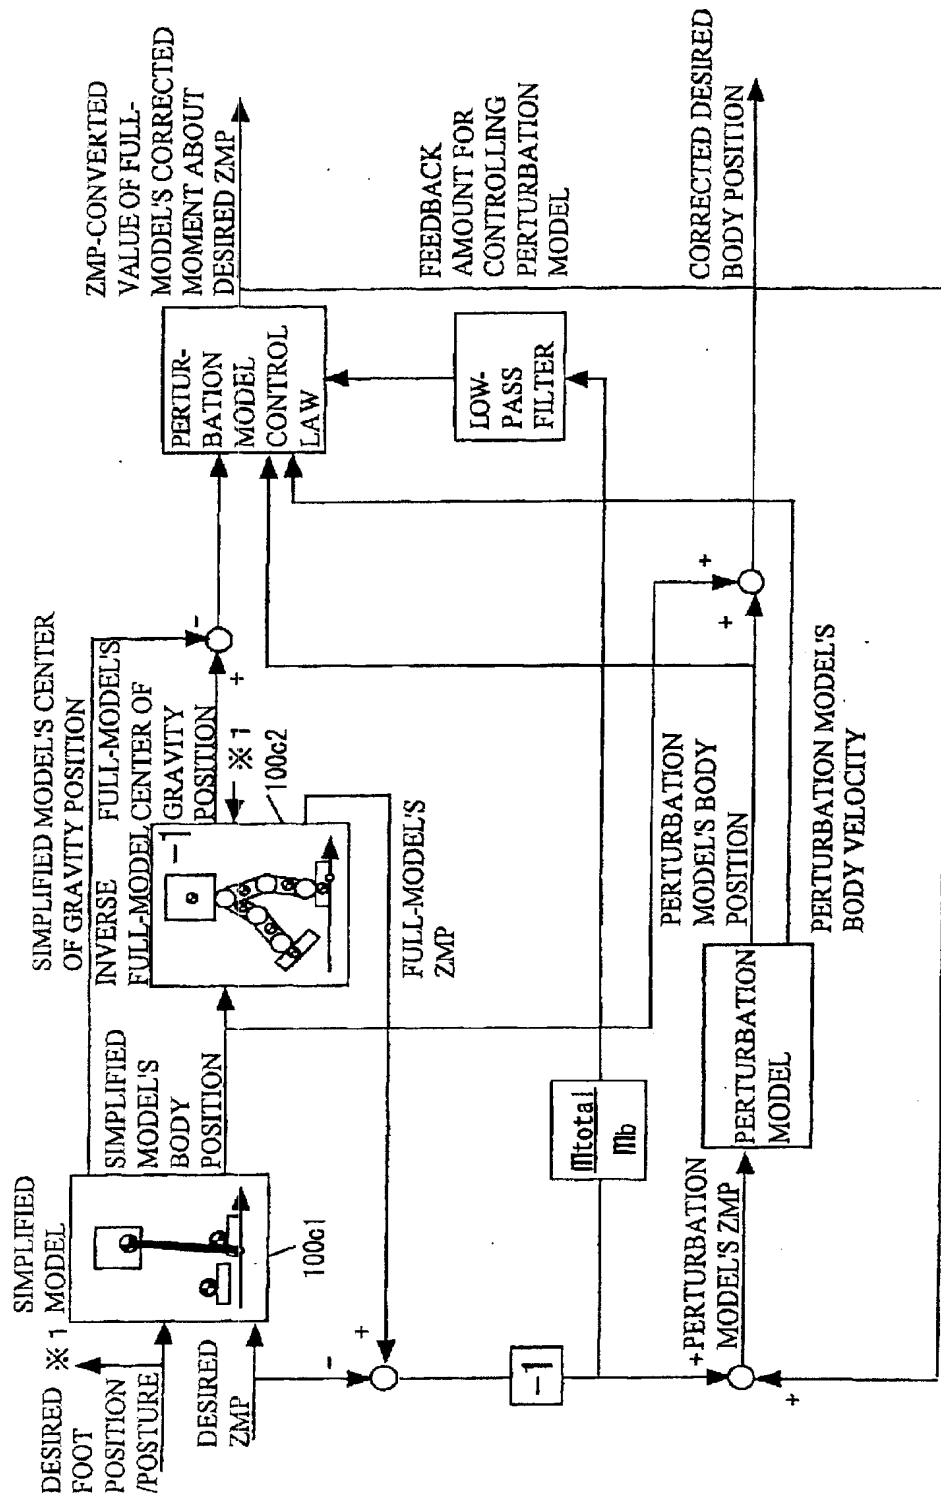 DESIRED ※1
FOOT
POSITION
/POSTURE
DESIRED
ZMP
SIMPLIFIED
MODEL
100c1
SIMPLIFIED MODEL'S CENTER
OF GRAVITY POSITION
SIMPLIFIED
MODEL'S
BODY
POSITION
INVERSE
FULL-MODEL
-1
FULL-MODEL'S
CENTER OF
GRAVITY
POSITION
※1
100c2
FULL-MODEL'S
ZMP
+
-
-
+
PERTUR-
BATION
MODEL
CONTROL
LAW
ZMP-CONVERTED
VALUE OF FULL-
MODEL'S CORRECTED
MOMENT ABOUT
DESIRED ZMP
LOW-
PASS
FILTER
FEEDBACK
AMOUNT FOR
CONTROLLING
PERTURBATION
MODEL
-1
Mtotal
Mb
+
+
PERTURBATION
MODEL'S ZMP
PERTURBATION
MODEL
PERTURBATION
MODEL'S BODY
POSITION
PERTURBATION MODEL'S
BODY VELOCITY
+
+
CORRECTED DESIRED
BODY POSITION